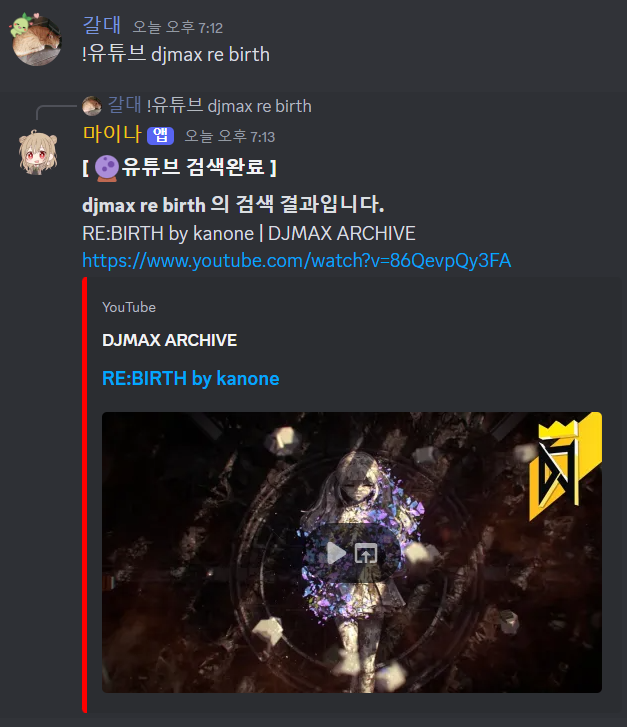 갈대 오늘 오후 7:12
!유튜브 djmax re birth
갈대 !유튜브 djmax re birth
마이나 앱 오늘 오후 7:13
[ 🔮유튜브 검색완료 ]
djmax re birth 의 검색 결과입니다.
RE:BIRTH by kanone | DJMAX ARCHIVE
https://www.youtube.com/watch?v=86QevpQy3FA
YouTube
DJMAX ARCHIVE
RE:BIRTH by kanone